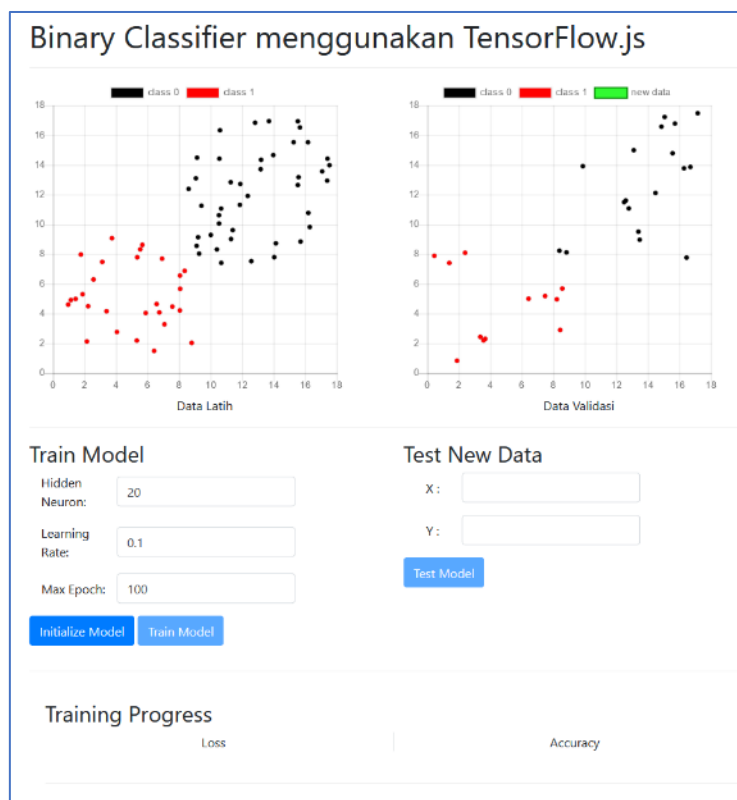 Binary Classifier menggunakan TensorFlow.js
class 0 class 1
18
16
14
12
10
8
6
4
2
0
0 2 4 6 8 10 12 14 16 18
Data Latih
class 0 class 1 new data
18
16
14
12
10
8
6
4
2
0
0 2 4 6 8 10 12 14 16 18
Data Validasi
Train Model
Hidden
Neuron:
20
Learning
Rate:
0.1
Max Epoch: 100
Initialize Model Train Model
Test New Data
X :
Y :
Test Model
Training Progress
Loss Accuracy